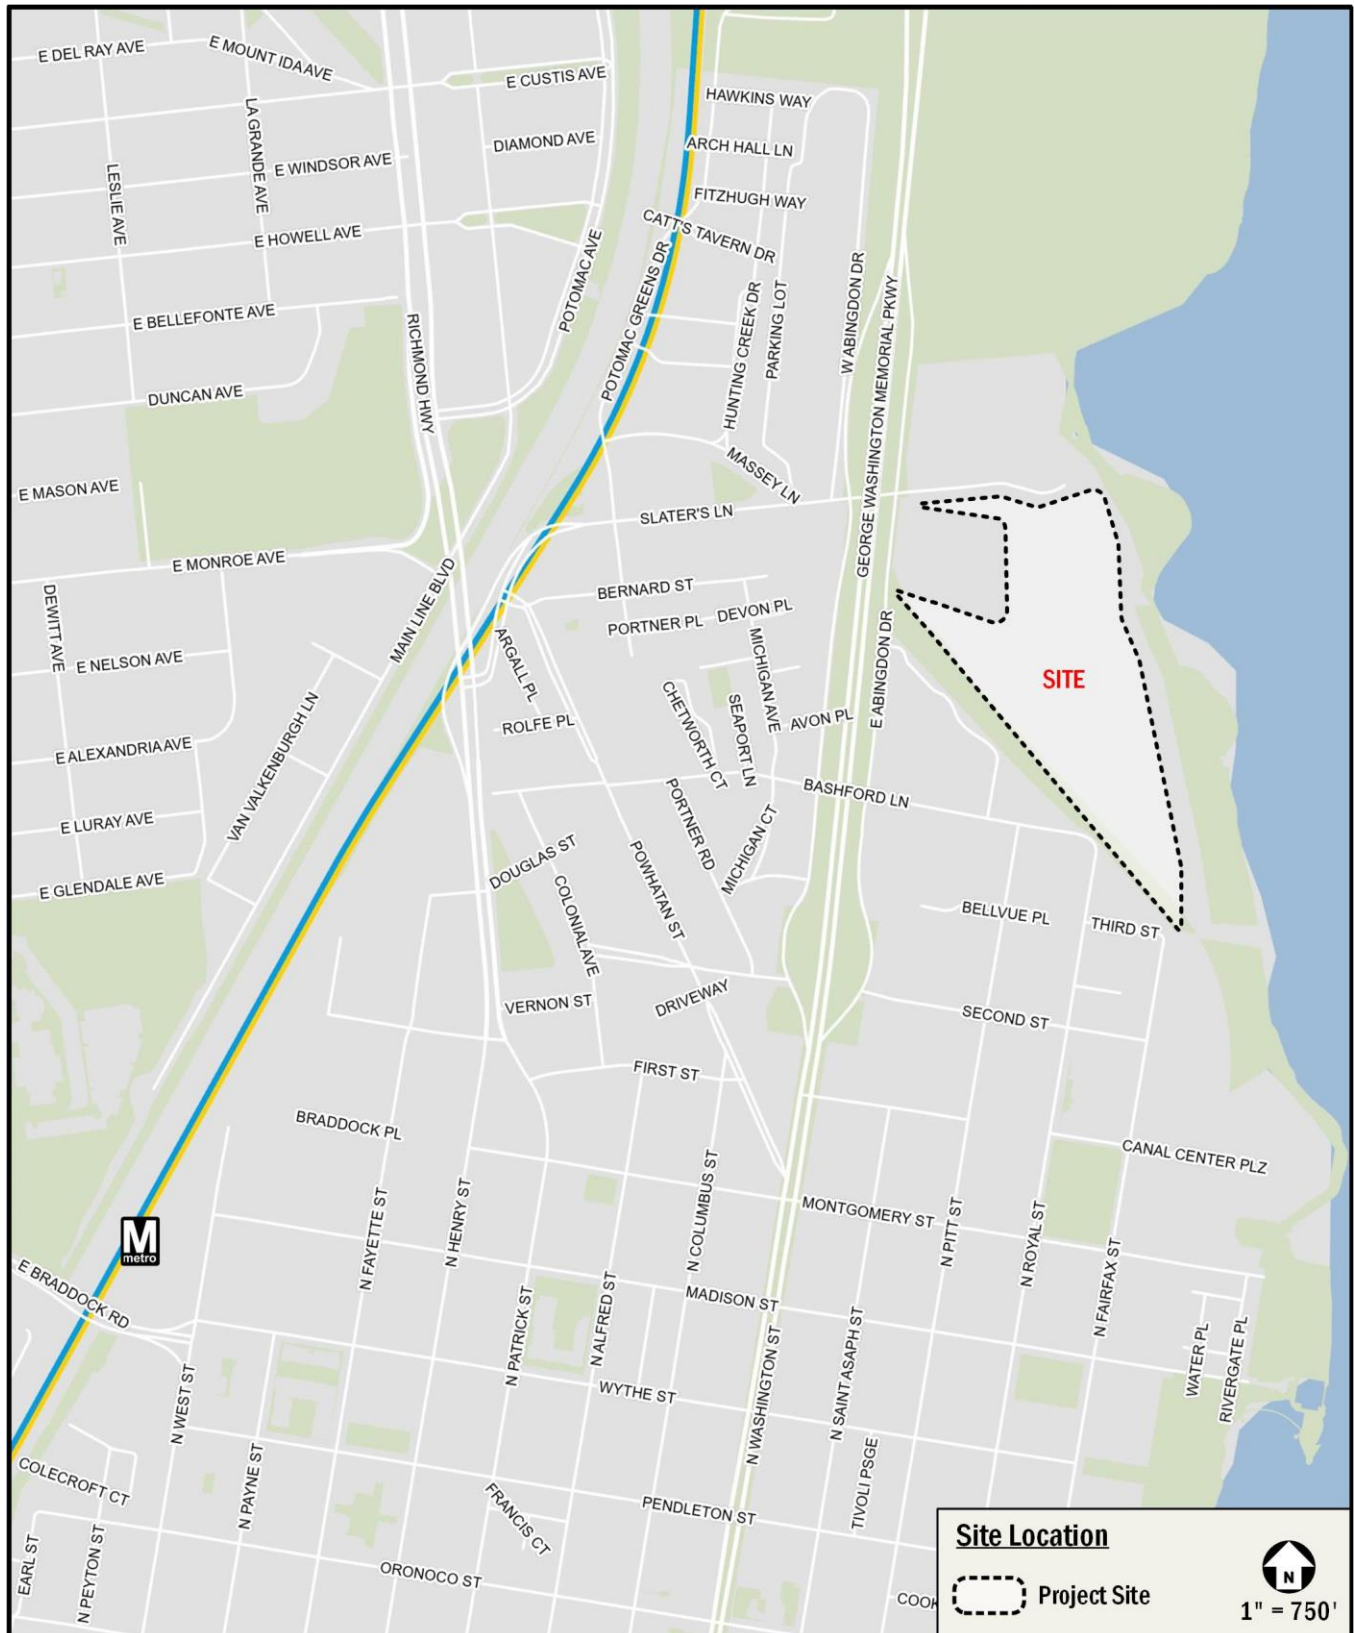 E DEL RAY AVE
E MOUNT IDA AVE
E CUSTIS AVE
HAWKINS WAY
LA GRANDE AVE
DIAMOND AVE
ARCH HALL LN
E WINDSOR AVE
LESLIE AVE
FITZHUGH WAY
CATT'S TAVERN DR
E HOWELL AVE
POTOMAC AVE
POTOMAC GREENS DR
W ABINGDON DR
HUNTING CREEK DR
PARKING LOT
GEORGE WASHINGTON MEMORIAL PKWY
E BELLEFONTE AVE
RICHMOND HWY
DUNCAN AVE
MASSEY LN
E MASON AVE
SLATER'S LN
E MONROE AVE
MAIN LINE BLVD
BERNARD ST
DEWITT AVE
PORTNER PL
DEVON PL
E NELSON AVE
ARGALL PL
MICHIGAN AVE
E ABINGDON DR
SITE
CHETWORTH CT
SEAPORT LN
AVON PL
ROLFE PL
E ALEXANDRIA AVE
VAN VALKENBURGH LN
BASHFORD LN
E LURAY AVE
PORTNER RD
MICHIGAN CT
DOUGLAS ST
POWHATAN ST
E GLENDALE AVE
COLONIAL AVE
BELLVUE PL
THIRD ST
VERNON ST
DRIVEWAY
SECOND ST
FIRST ST
BRADDOCK PL
CANAL CENTER PLZ
N FAYETTE ST
N HENRY ST
N COLUMBUS ST
MONTGOMERY ST
N PITT ST
N ROYAL ST
N FAIRFAX ST
M
metro
E BRADDOCK RD
N PATRICK ST
N ALFRED ST
MADISON ST
N WASHINGTON ST
N SAINT ASAPH ST
WATER PL
RIVERGATE PL
N WEST ST
WYTHE ST
N PAYNE ST
TIVOLI PSGE
COLECROFT CT
FRANCIS CT
PENDLETON ST
EARL ST
N PEYTON ST
ORONOCO ST
COOK
Site Location
Project Site
N
1" = 750'